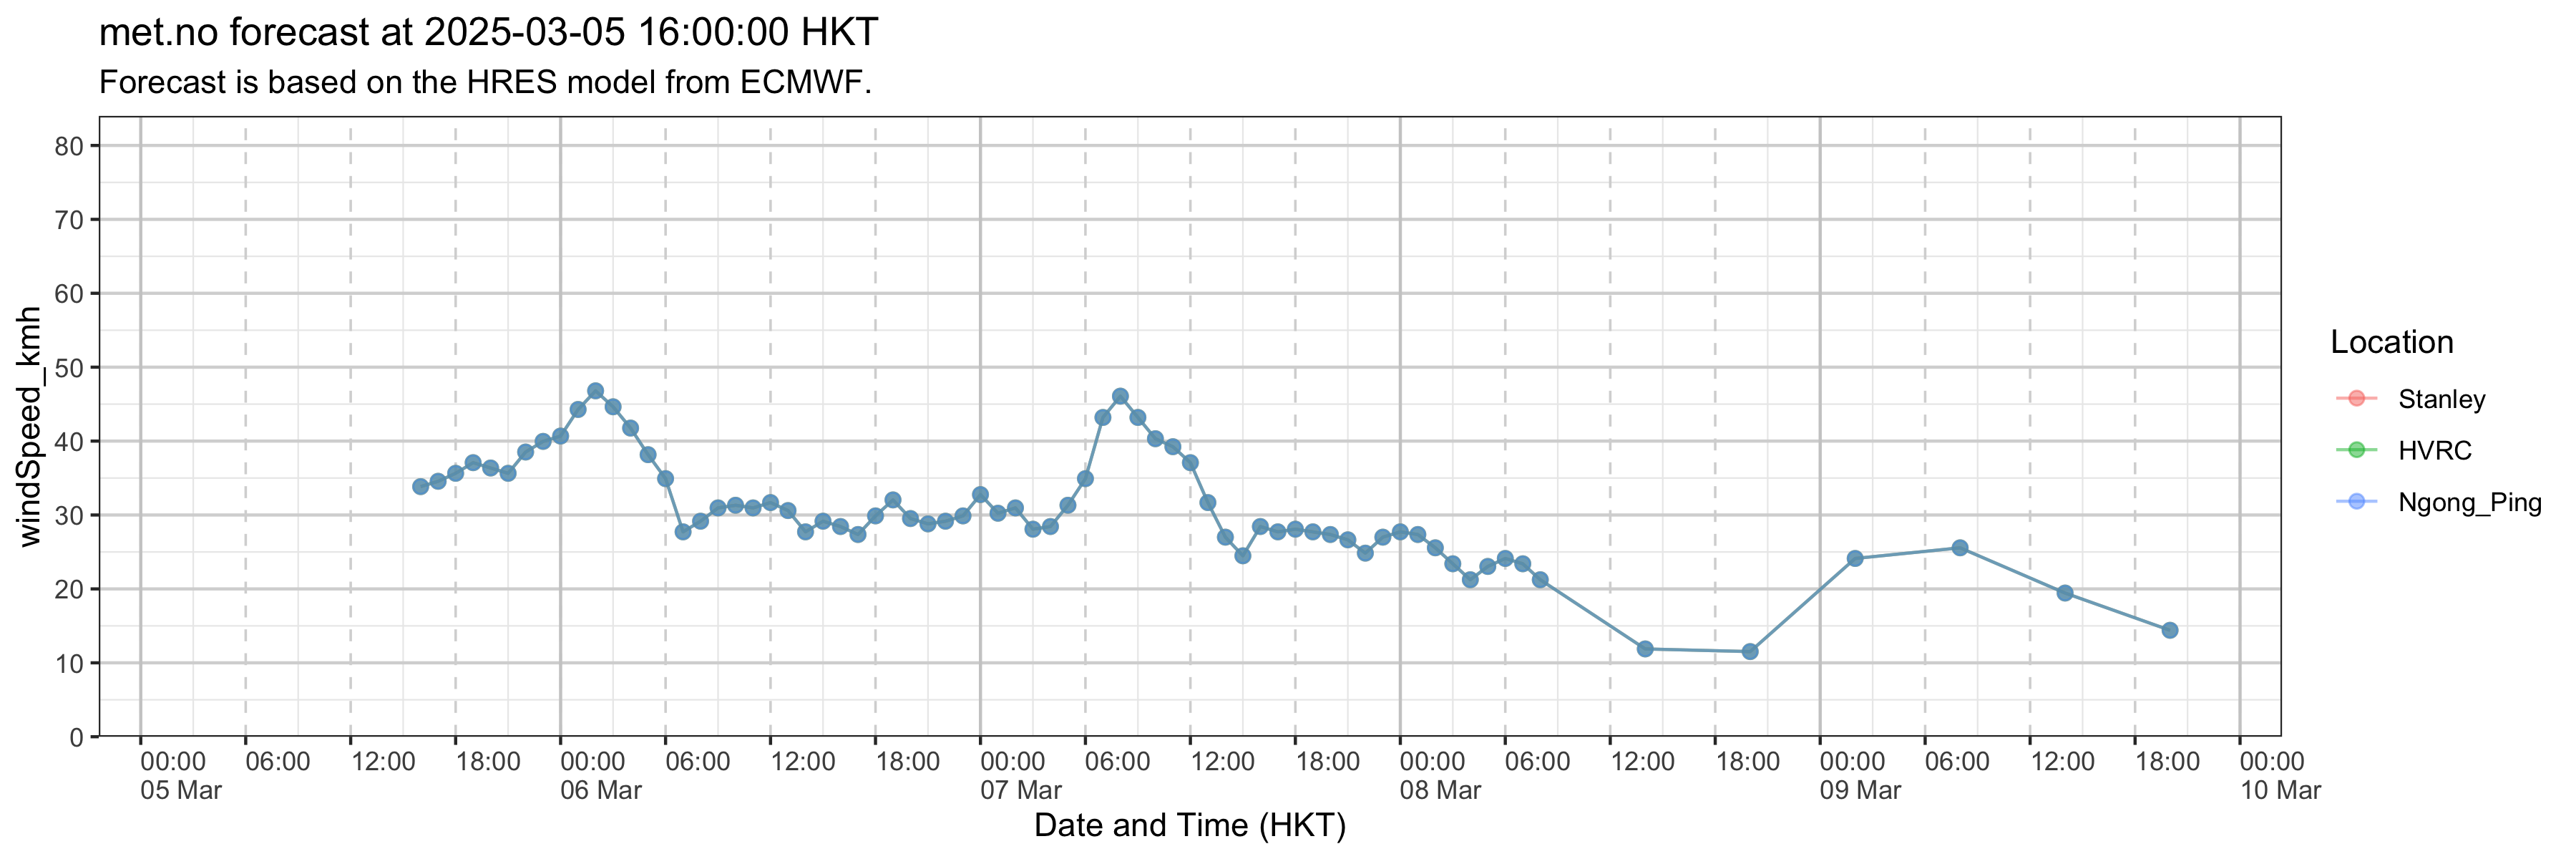 met.no forecast at 2025-03-05 16:00:00 HKT
Forecast is based on the HRES model from ECMWF.
windSpeed_kmh
80
70
60
50
40
30
20
10
0
00:00 06:00 12:00 18:00 00:00 06:00 12:00 18:00 00:00 06:00 12:00 18:00 00:00 06:00 12:00 18:00 00:00 06:00 12:00 18:00 00:00
05 Mar 06 Mar 07 Mar 08 Mar 09 Mar 10 Mar
Date and Time (HKT)
Location
Stanley
HVRC
Ngong_Ping